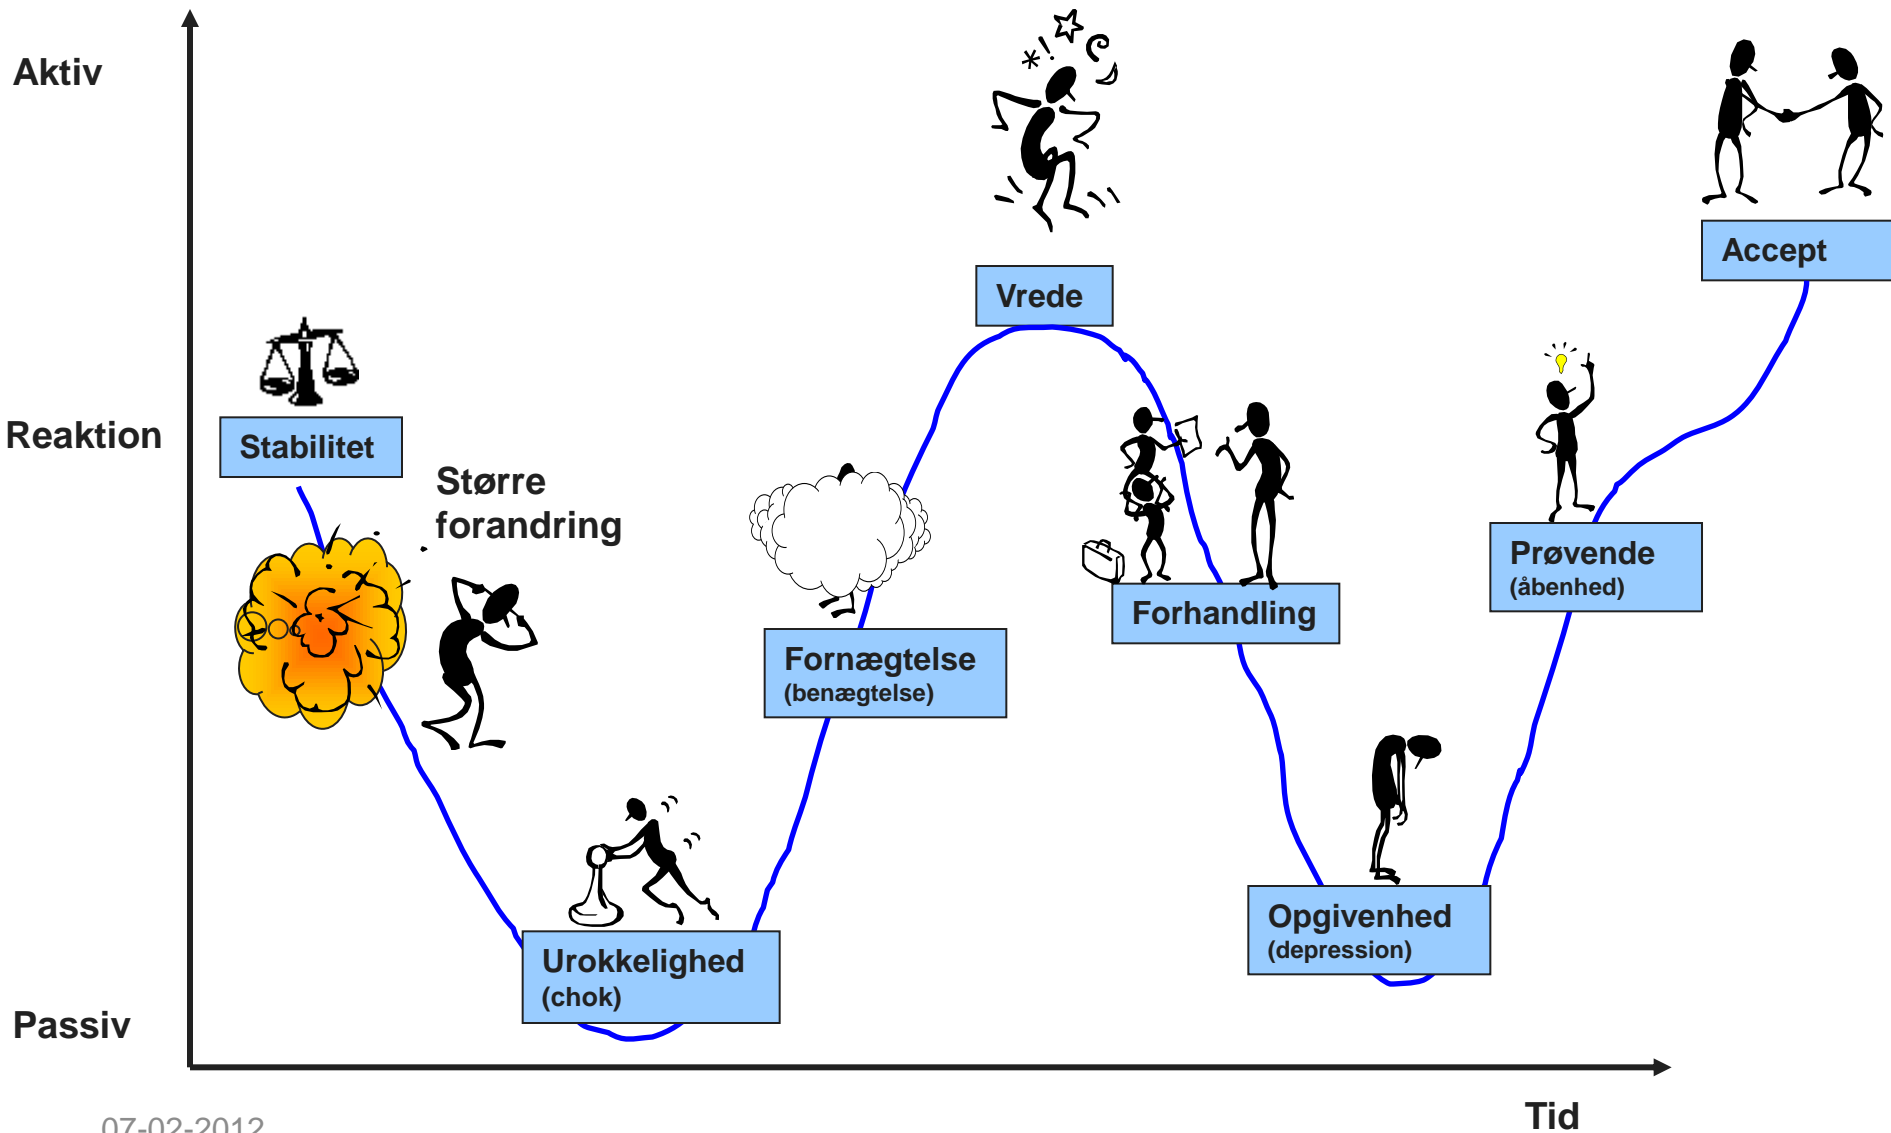 Aktiv
Vrede
Accept
Reaktion
Stabilitet
Større
forandring
Prøvende
(åbenhed)
Forhandling
Fornægtelse
(benægtelse)
Opgivenhed
(depression)
Urokkelighed
(chok)
Passiv
Tid
07-02-2012